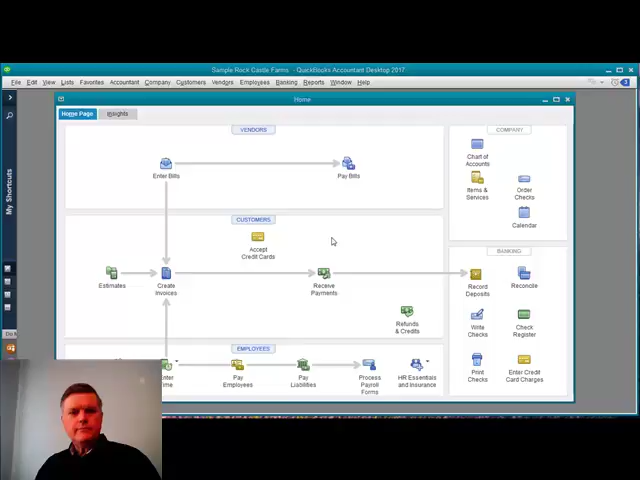 Sample Rock Castle Farms - QuickBooks Accountant Desktop 2017
File Edit View Lists Favorites Accountant Company Customers Vendors Employees Banking Reports Window Help
Home
Home Page Insights
My Shortcuts
VENDORS
Enter Bills
Pay Bills
CUSTOMERS
Accept
Credit Cards
Estimates
Create
Invoices
Receive
Payments
Refunds
& Credits
EMPLOYEES
Enter
Time
Pay
Employees
Pay
Liabilities
Process
Payroll
Forms
HR Essentials
and Insurance
COMPANY
Chart of
Accounts
Items &
Services
Order
Checks
Calendar
BANKING
Record
Deposits
Reconcile
Write
Checks
Check
Register
Print
Checks
Enter Credit
Card Charges